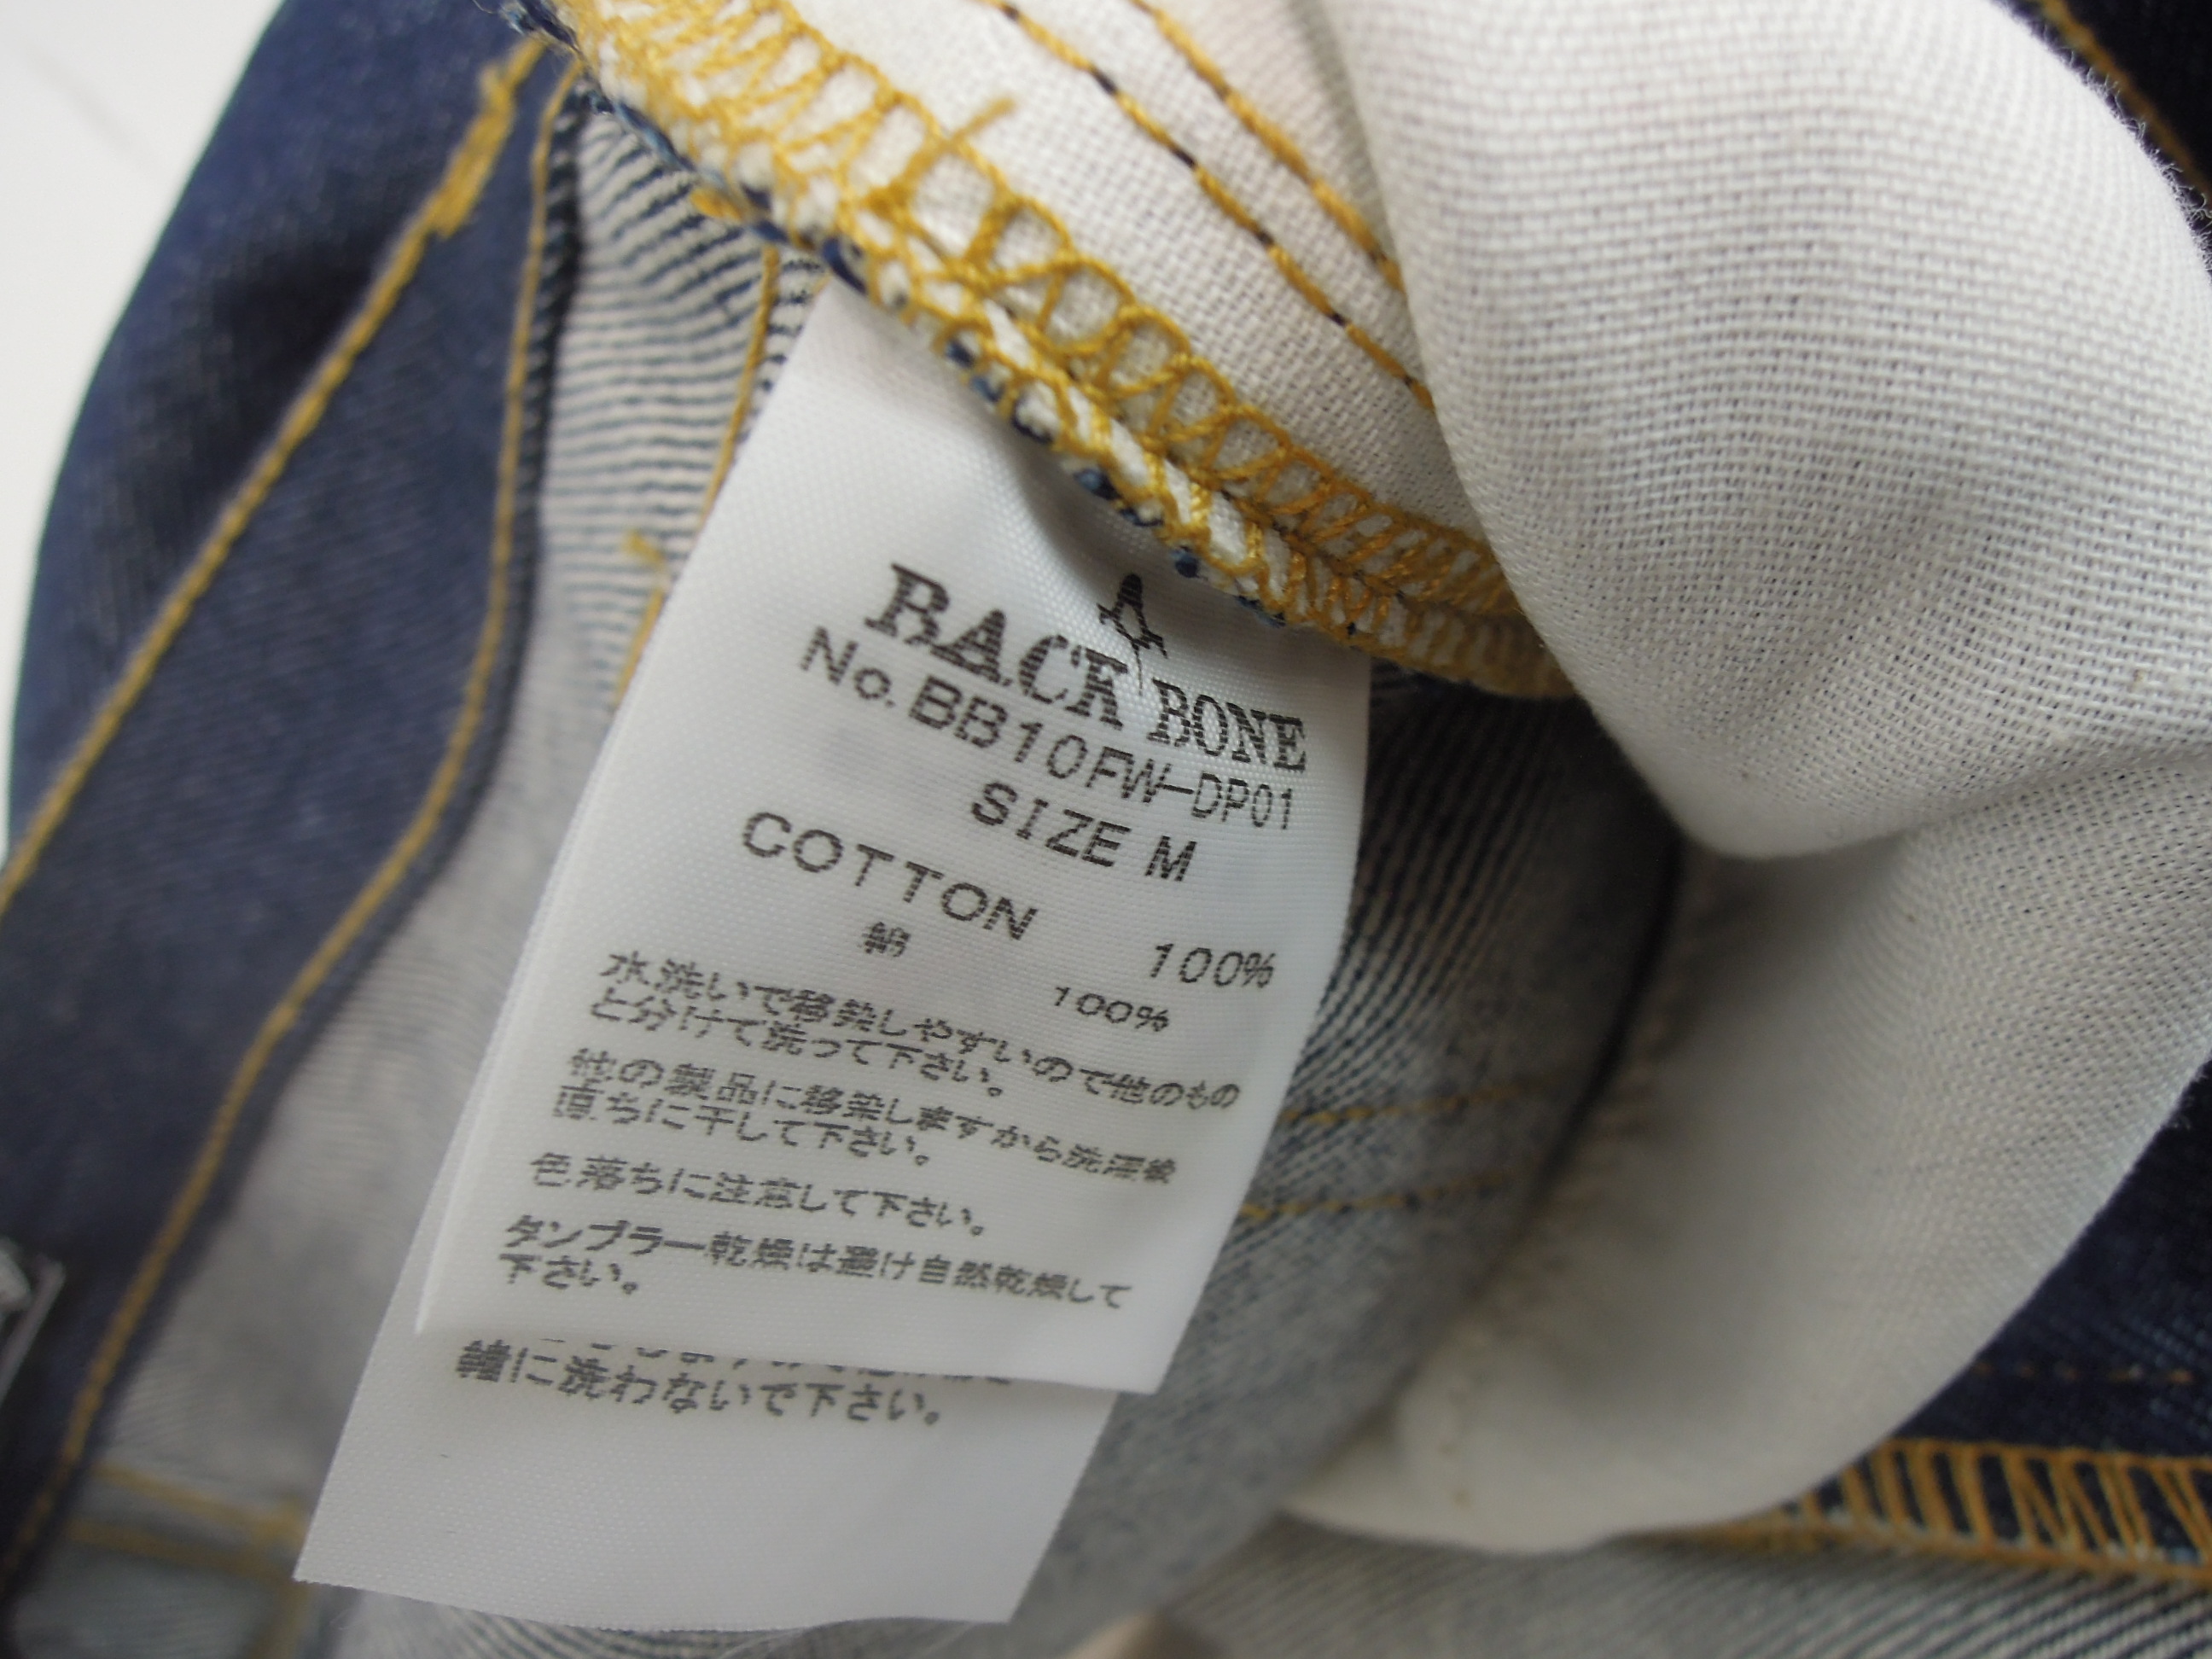 BACK BONE
No.BB10FW-DP01
SIZE M
COTTON 100%
綿 100%
水洗いで移染しやすいので他のもの
と分けて洗って下さい。
他の製品に移染しますから洗濯後
直ちに干して下さい。
色落ちに注意して下さい。
タンブラー乾燥は避け自然乾燥して
下さい。
緒に洗わないで下さい。